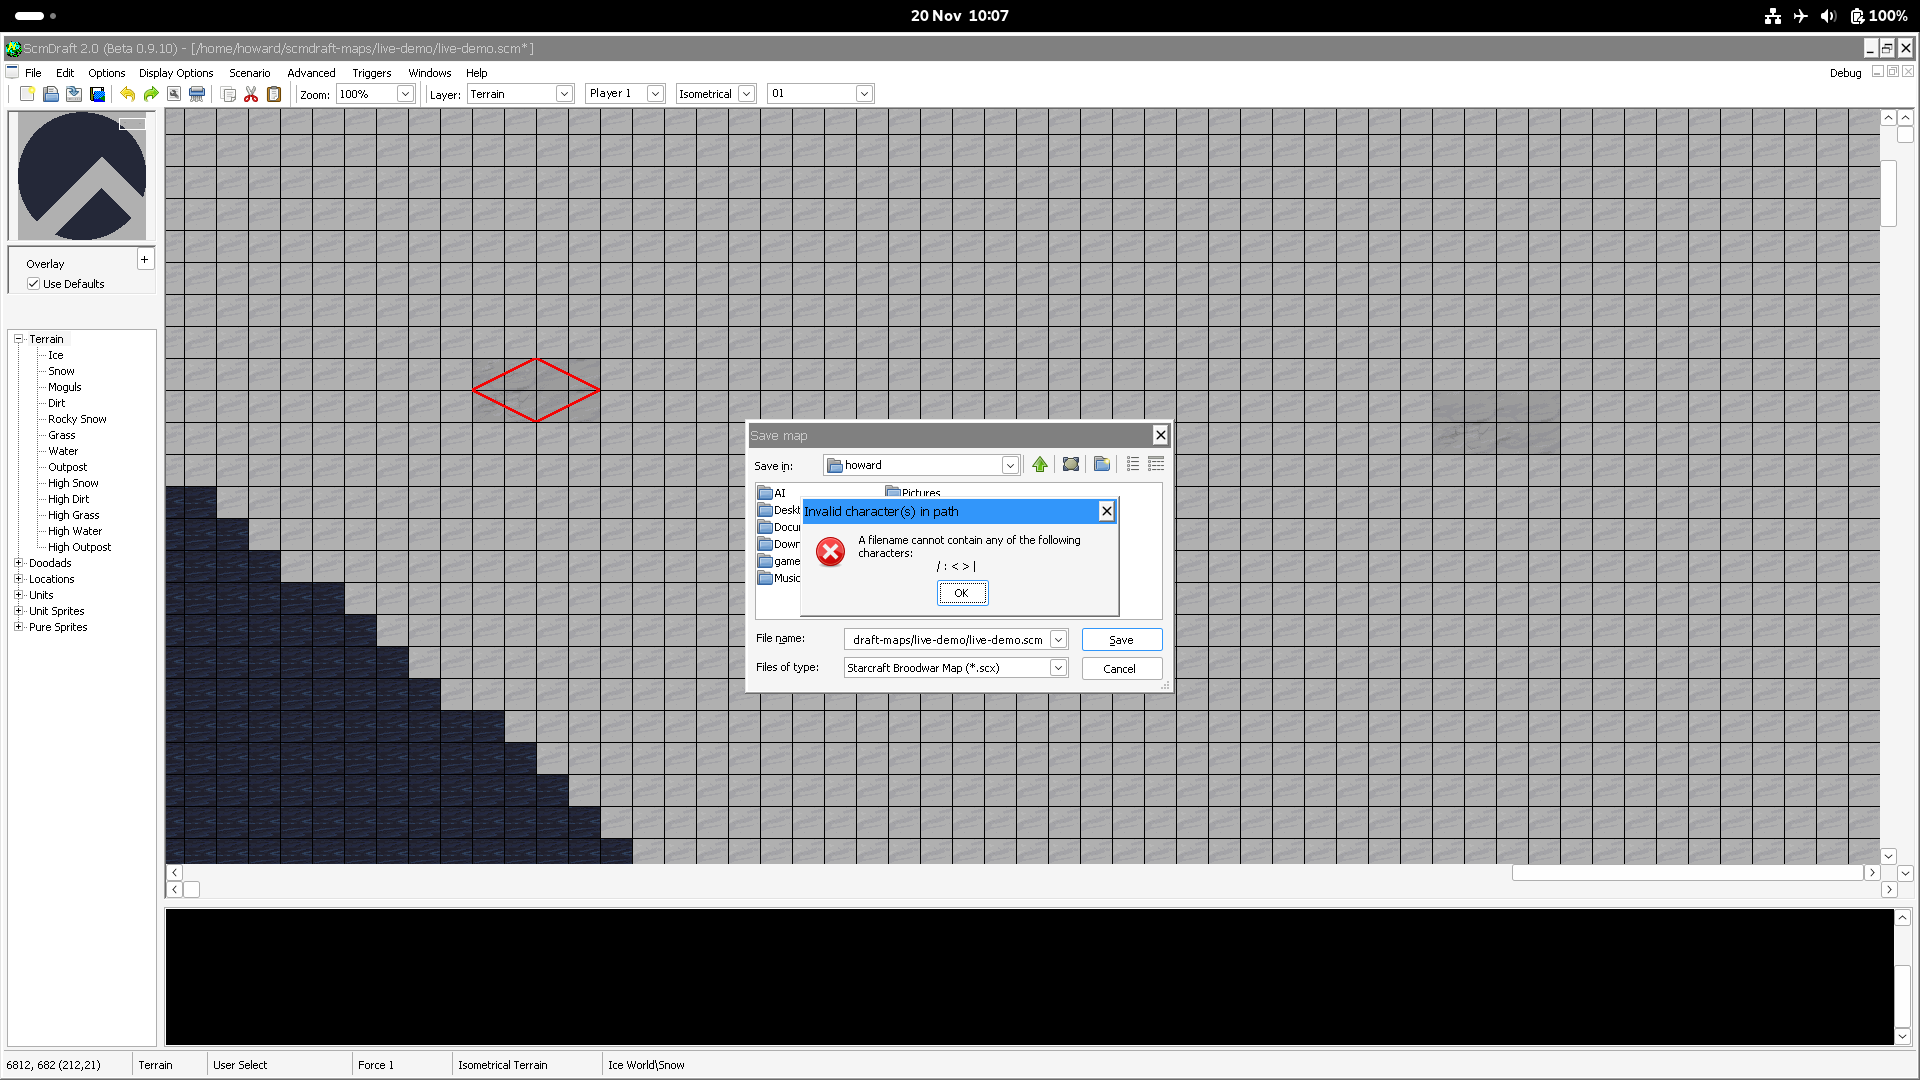 20 Nov 10:07
100%
ScmDraft 2.0 (Beta 0.9.10) - [/home/howard/scmdraft-maps/live-demo/live-demo.scm*]
File Edit Options Display Options Scenario Advanced Triggers Windows Help Debug
Zoom: 100% Layer: Terrain Player 1 Isometrical 01
Overlay
+
Use Defaults
Terrain
Ice
Snow
Moguls
Dirt
Rocky Snow
Grass
Water
Outpost
High Snow
High Dirt
High Grass
High Water
High Outpost
Doodads
Locations
Units
Unit Sprites
Pure Sprites
Save map
Save in: howard
AI Pictures
Deskt
Docu
Down
game
Music
Invalid character(s) in path
A filename cannot contain any of the following
characters:
/ : < > |
OK
File name: draft-maps/live-demo/live-demo.scm Save
Files of type: Starcraft Broodwar Map (*.scx) Cancel
6812, 682 (212,21) Terrain User Select Force 1 Isometrical Terrain Ice World\Snow